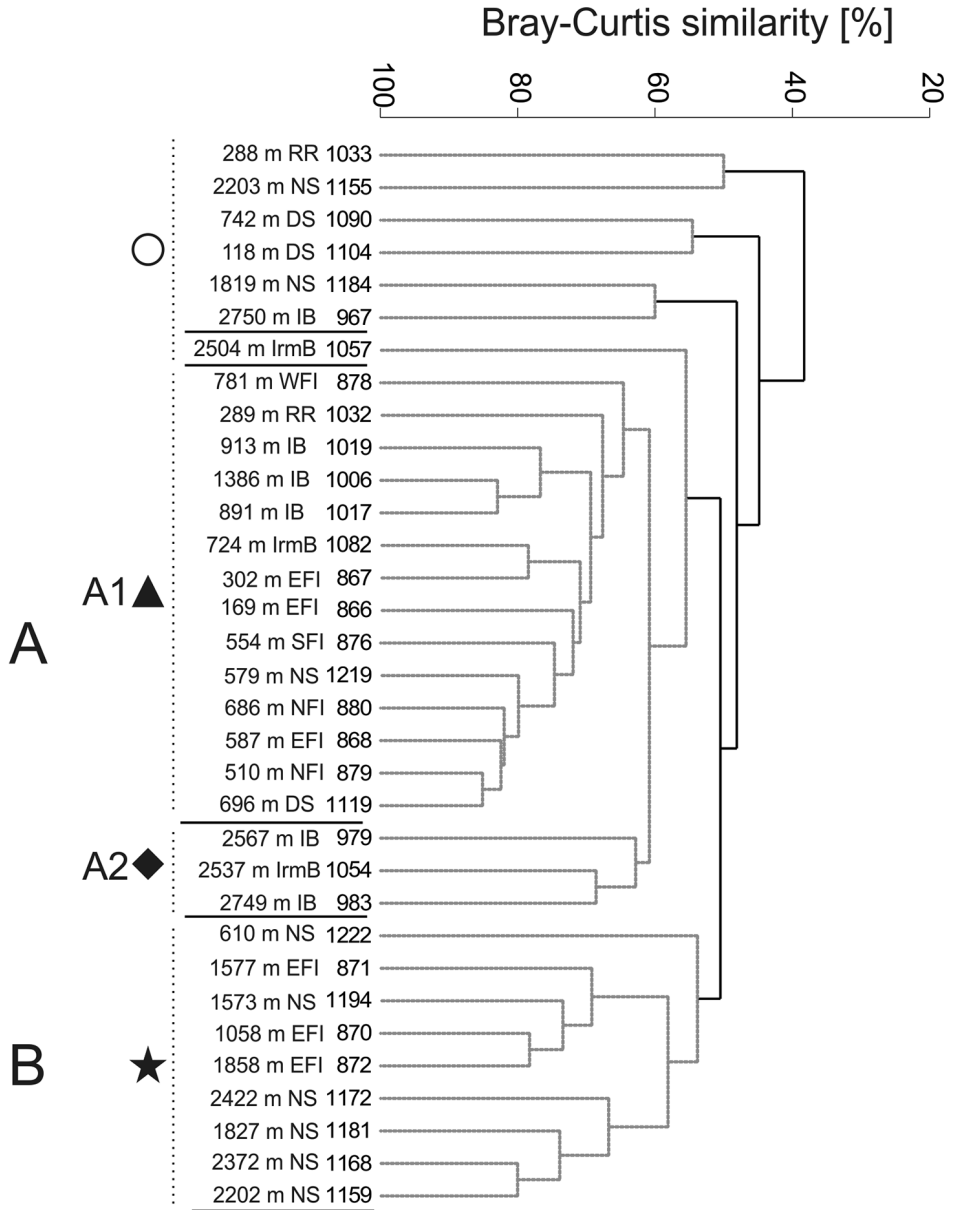 Bray-Curtis similarity [%]
100 80 60 40 20
288 m RR 1033
2203 m NS 1155
742 m DS 1090
118 m DS 1104
1819 m NS 1184
2750 m IB 967
2504 m IrmB 1057
781 m WFI 878
289 m RR 1032
913 m IB 1019
1386 m IB 1006
891 m IB 1017
724 m IrmB 1082
302 m EFI 867
A1
169 m EFI 866
A
554 m SFI 876
579 m NS 1219
686 m NFI 880
587 m EFI 868
510 m NFI 879
696 m DS 1119
2567 m IB 979
A2
2537 m IrmB 1054
2749 m IB 983
610 m NS 1222
1577 m EFI 871
1573 m NS 1194
1058 m EFI 870
B
1858 m EFI 872
2422 m NS 1172
1827 m NS 1181
2372 m NS 1168
2202 m NS 1159